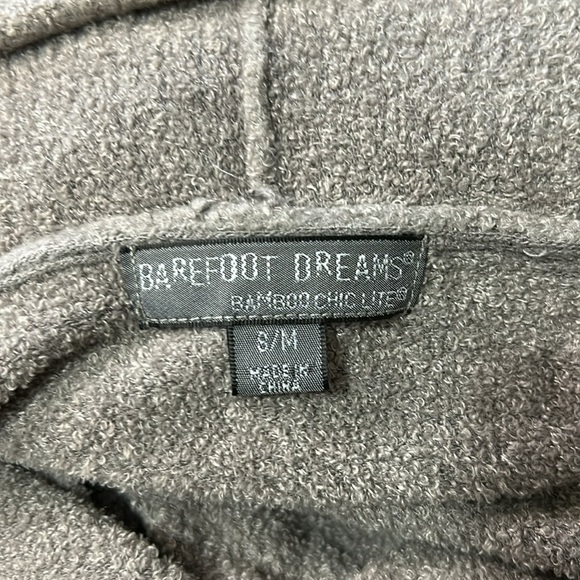 BAREFOOT DREAMS®
BAMBOO CHIC LITE®
S/M
MADE IN
CHINA